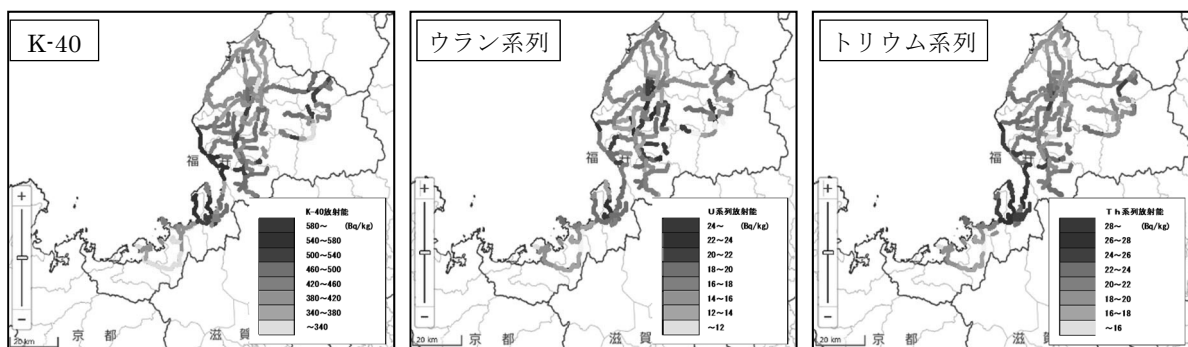 K-40
福 井
京 都
滋 賀
20 km
+
−
K-40放射能
580～ (Bq/kg)
540～580
500～540
460～500
420～460
380～420
340～380
～340
ウラン系列
福 井
京 都
滋 賀
20 km
+
−
U系列放射能
24～ (Bq/kg)
22～24
20～22
18～20
16～18
14～16
12～14
～12
トリウム系列
福 井
京 都
滋 賀
20 km
+
−
Th系列放射能
28～ (Bq/kg)
26～28
24～26
22～24
20～22
18～20
16～18
～16